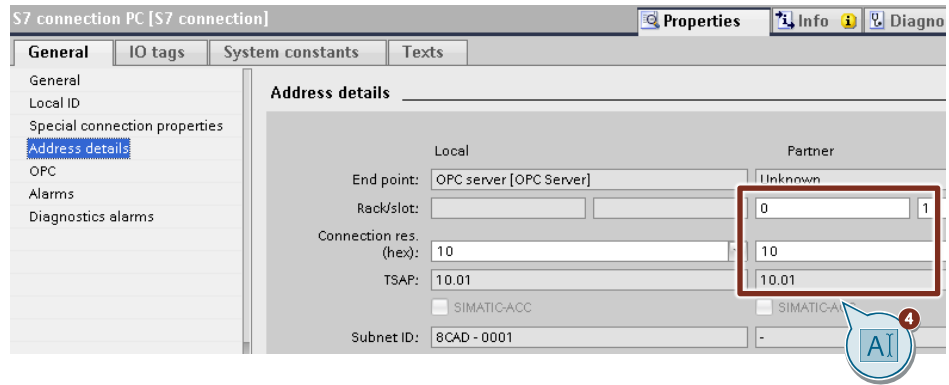 S7 connection PC [S7 connection]
Properties
Info
Diagno
General
IO tags
System constants
Texts
General
Local ID
Special connection properties
Address details
OPC
Alarms
Diagnostics alarms
Address details
Local
Partner
End point:
OPC server [OPC Server]
Unknown
Rack/slot:
0
1
Connection res.
(hex):
10
10
TSAP:
10.01
10.01
SIMATIC-ACC
SIMATIC-A
Subnet ID:
8CAD - 0001
-
4
A